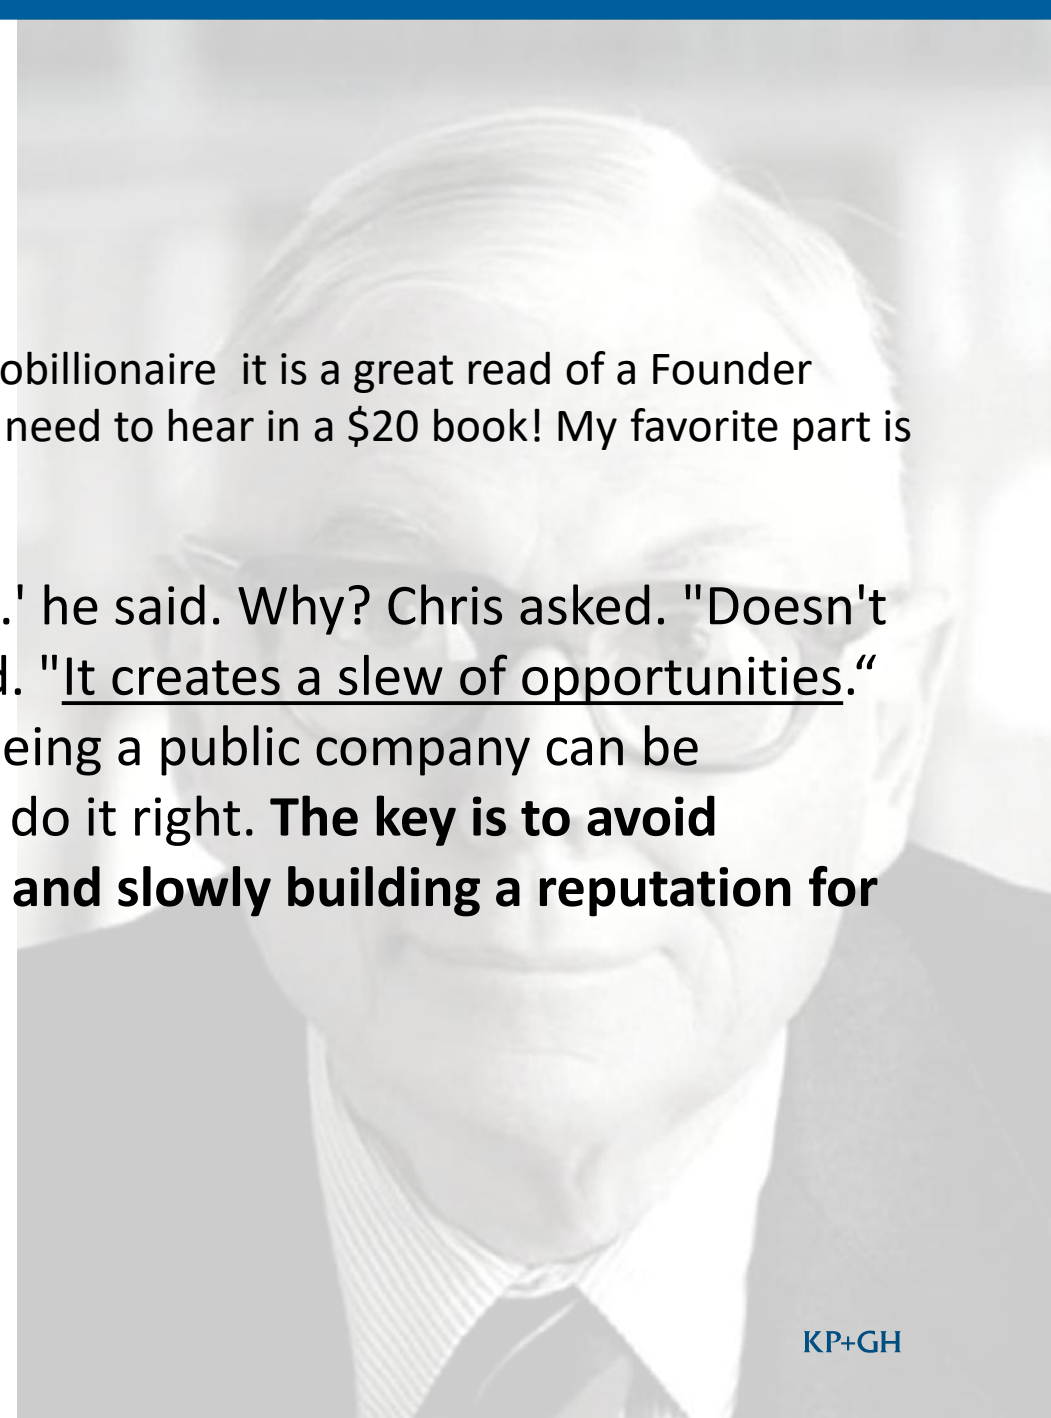 obillionaire  it is a great read of a Founder
need to hear in a $20 book! My favorite part is
.' he said. Why? Chris asked. "Doesn't
d. "It creates a slew of opportunities.“
eing a public company can be
do it right. The key is to avoid
and slowly building a reputation for
KP+GH